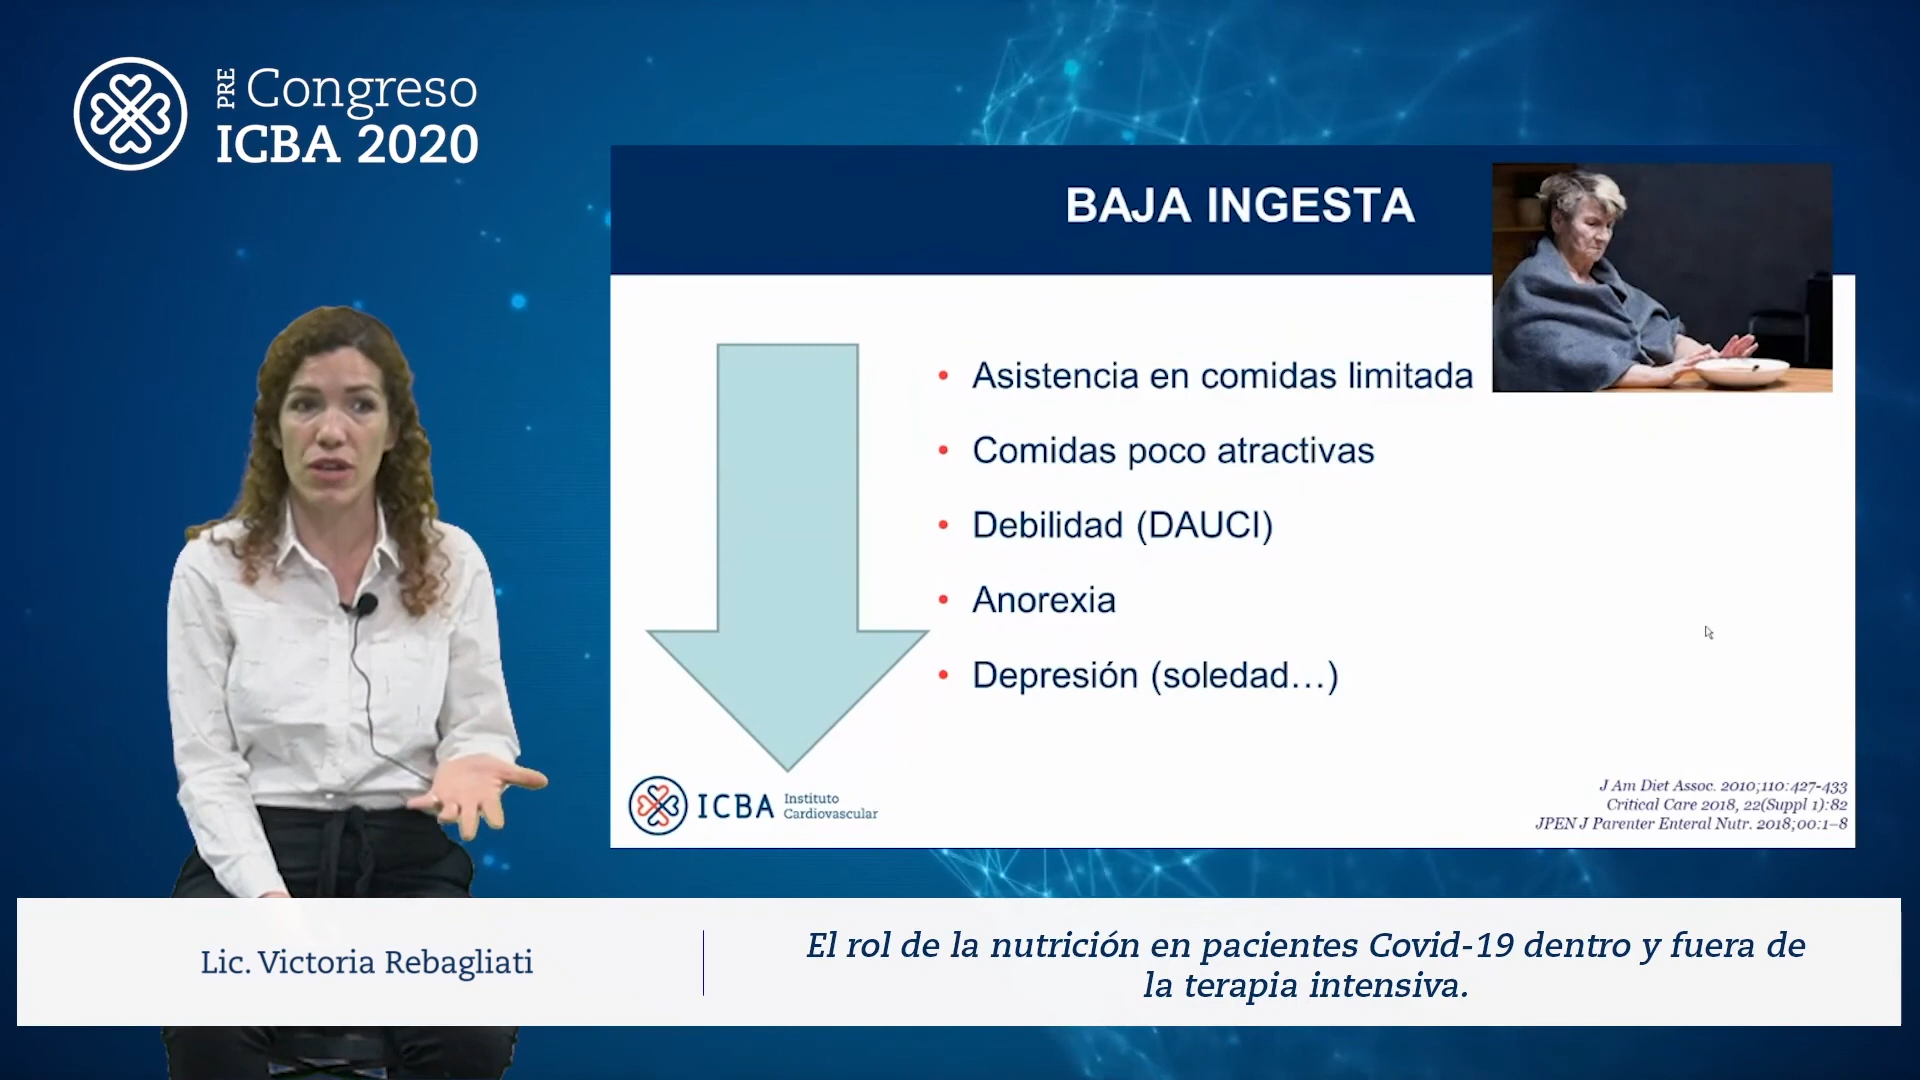 PRE Congreso
ICBA 2020
BAJA INGESTA
• Asistencia en comidas limitada
• Comidas poco atractivas
• Debilidad (DAUCI)
• Anorexia
• Depresión (soledad…)
ICBA Instituto
Cardiovascular
J Am Diet Assoc. 2010;110:427-433
Critical Care 2018, 22(Suppl 1):82
JPEN J Parenter Enteral Nutr. 2018;00:1–8
Lic. Victoria Rebagliati
El rol de la nutrición en pacientes Covid-19 dentro y fuera de
la terapia intensiva.